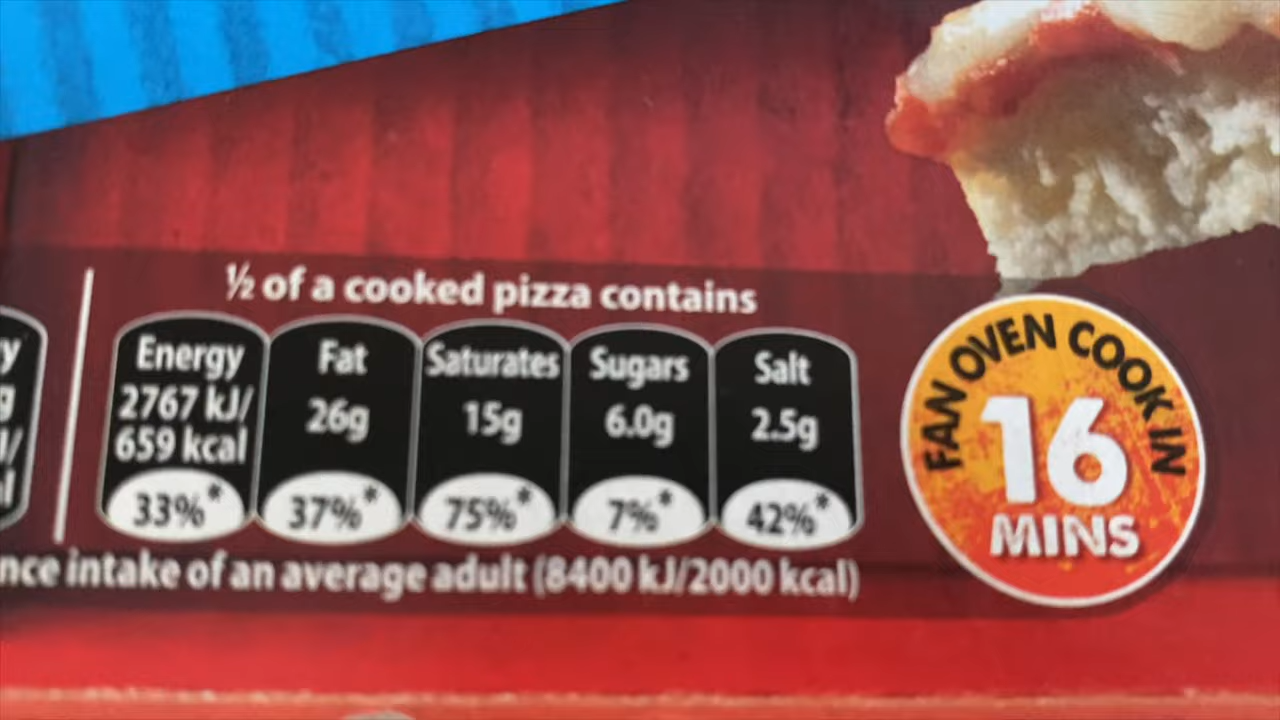 ½ of a cooked pizza contains
Energy
2767 kJ/
659 kcal
33%*
Fat
26g
37%*
Saturates
15g
75%*
Sugars
6.0g
7%*
Salt
2.5g
42%*
intake of an average adult (8400 kJ/2000 kcal)
FAN OVEN COOK IN
16
MINS